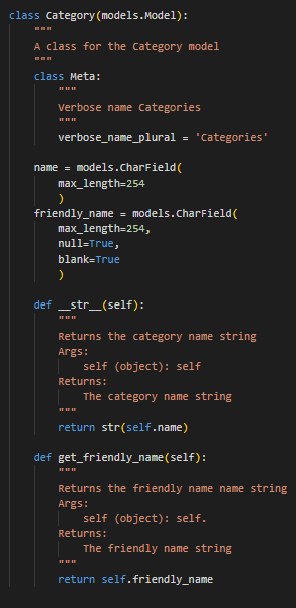 class Category(models.Model):
    """
    A class for the Category model
    """
    class Meta:
        """
        Verbose name Categories
        """
        verbose_name_plural = 'Categories'

    name = models.CharField(
        max_length=254
        )
    friendly_name = models.CharField(
        max_length=254,
        null=True,
        blank=True
        )

    def __str__(self):
        """
        Returns the category name string
        Args:
            self (object): self
        Returns:
            The category name string
        """
        return str(self.name)

    def get_friendly_name(self):
        """
        Returns the friendly name name string
        Args:
            self (object): self.
        Returns:
            The friendly name string
        """
        return self.friendly_name